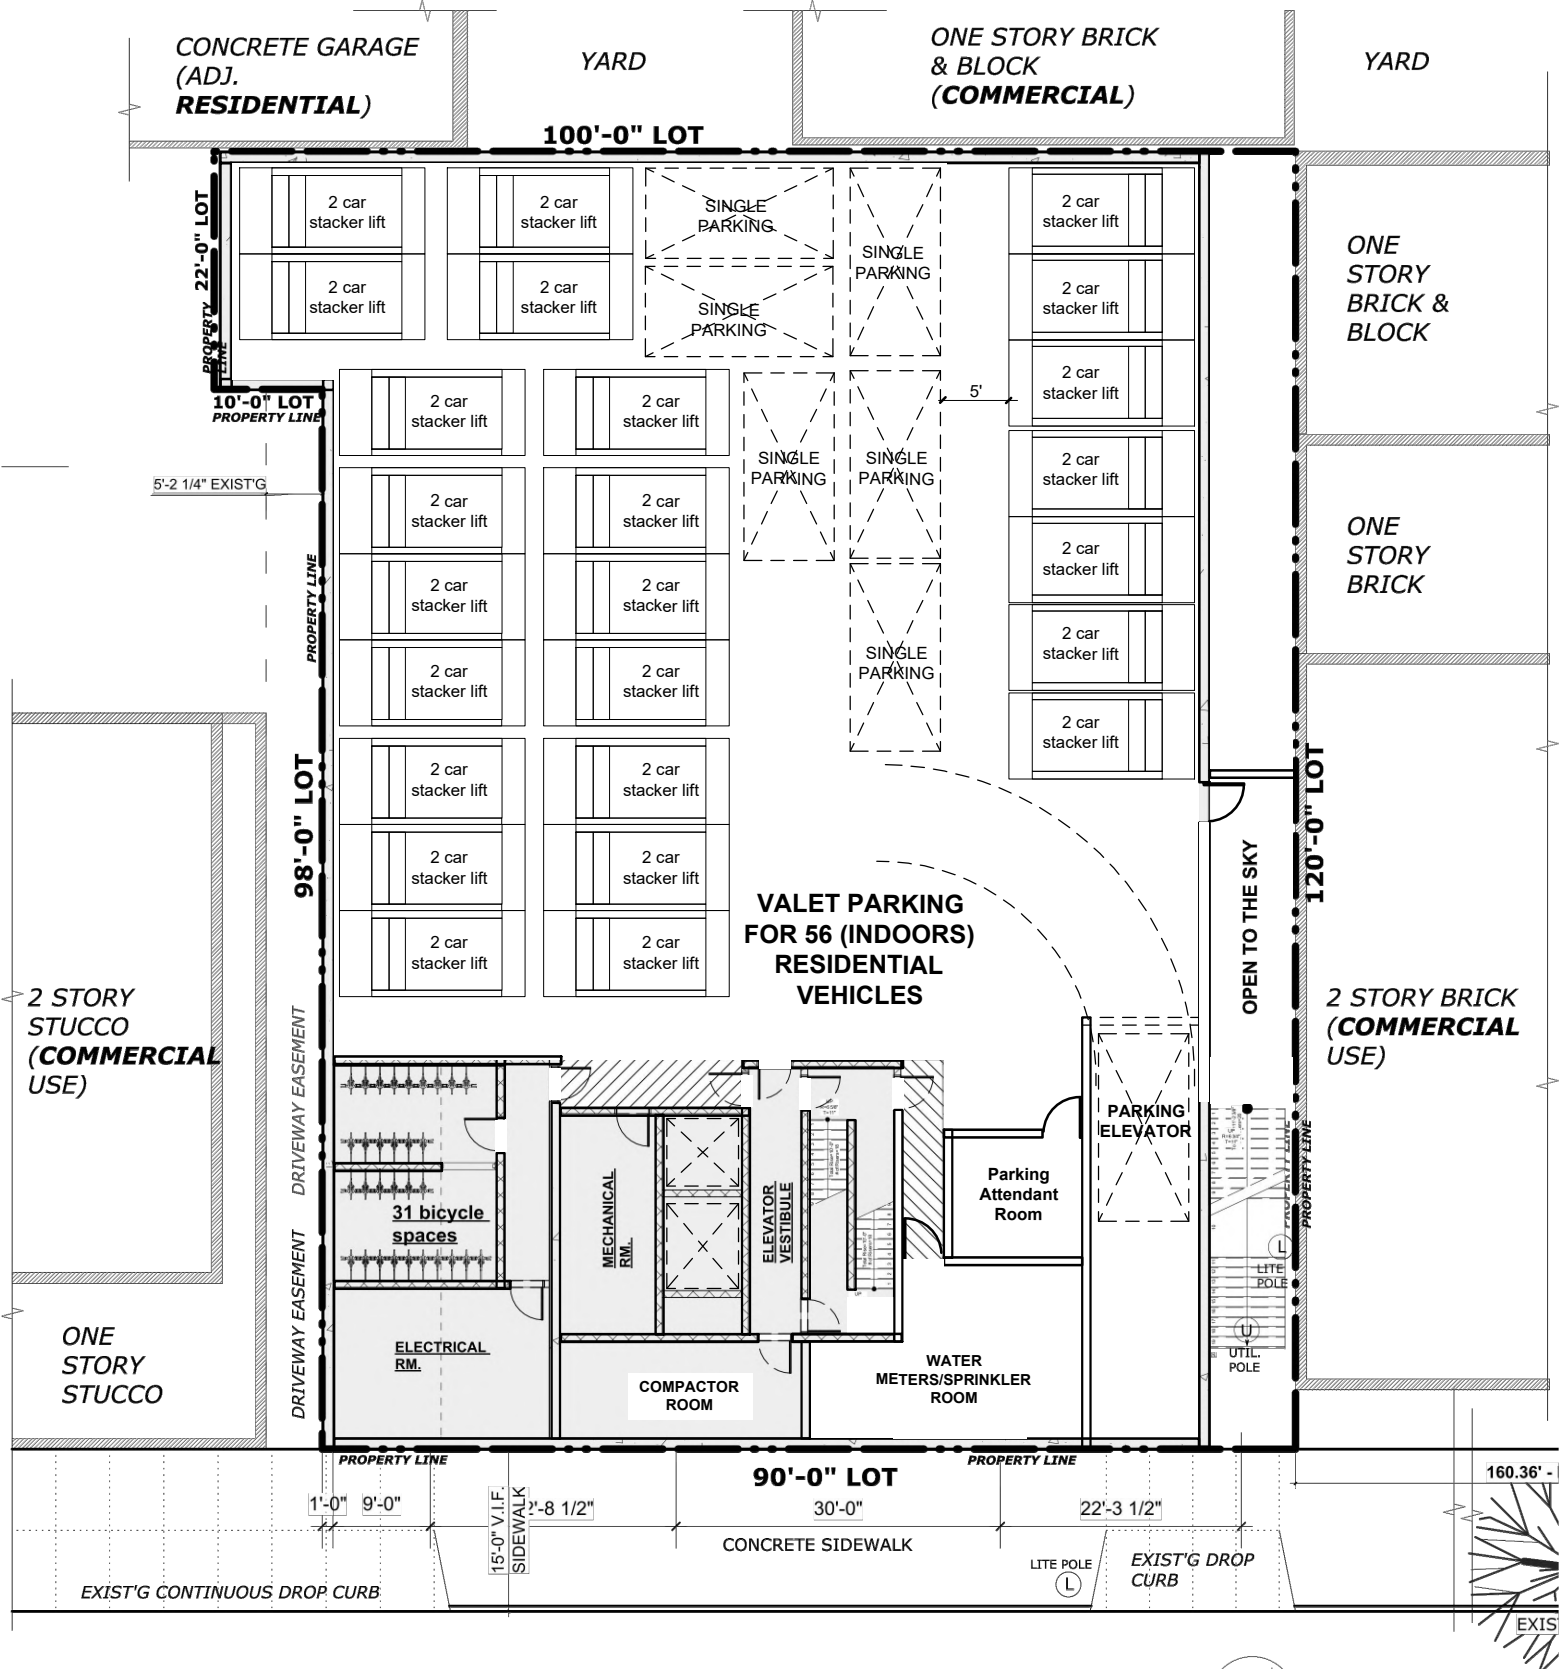 CONCRETE GARAGE
(ADJ.
RESIDENTIAL)
YARD
ONE STORY BRICK
& BLOCK
(COMMERCIAL)
YARD
100'-0" LOT
22'-0" LOT
PROPERTY
LINE
10'-0" LOT
PROPERTY LINE
2 car
stacker lift
2 car
stacker lift
2 car
stacker lift
2 car
stacker lift
SINGLE
PARKING
SINGLE
PARKING
SINGLE
PARKING
2 car
stacker lift
2 car
stacker lift
2 car
stacker lift
2 car
stacker lift
2 car
stacker lift
2 car
stacker lift
2 car
stacker lift
5'
SINGLE
PARKING
SINGLE
PARKING
SINGLE
PARKING
2 car
stacker lift
2 car
stacker lift
2 car
stacker lift
2 car
stacker lift
2 car
stacker lift
2 car
stacker lift
2 car
stacker lift
2 car
stacker lift
2 car
stacker lift
2 car
stacker lift
2 car
stacker lift
2 car
stacker lift
2 car
stacker lift
2 car
stacker lift
ONE
STORY
BRICK &
BLOCK
ONE
STORY
BRICK
2 STORY BRICK
(COMMERCIAL
USE)
5'-2 1/4" EXIST'G
PROPERTY LINE
98'-0" LOT
120'-0" LOT
OPEN TO THE SKY
VALET PARKING
FOR 56 (INDOORS)
RESIDENTIAL
VEHICLES
2 STORY
STUCCO
(COMMERCIAL
USE)
ONE
STORY
STUCCO
DRIVEWAY EASEMENT
DRIVEWAY EASEMENT
31 bicycle
spaces
MECHANICAL
RM.
ELEVATOR
VESTIBULE
UP
Parking
Attendant
Room
PARKING
ELEVATOR
PROPERTY LINE
PROPERTY LINE
L
LITE
POLE
U
UTIL.
POLE
ELECTRICAL
RM.
COMPACTOR
ROOM
WATER
METERS/SPRINKLER
ROOM
PROPERTY LINE
PROPERTY LINE
90'-0" LOT
160.36' -
1'-0"
9'-0"
15'-0" V.I.F.
SIDEWALK
2'-8 1/2"
30'-0"
22'-3 1/2"
CONCRETE SIDEWALK
LITE POLE
L
EXIST'G DROP
CURB
EXIST'G CONTINUOUS DROP CURB
EXIS